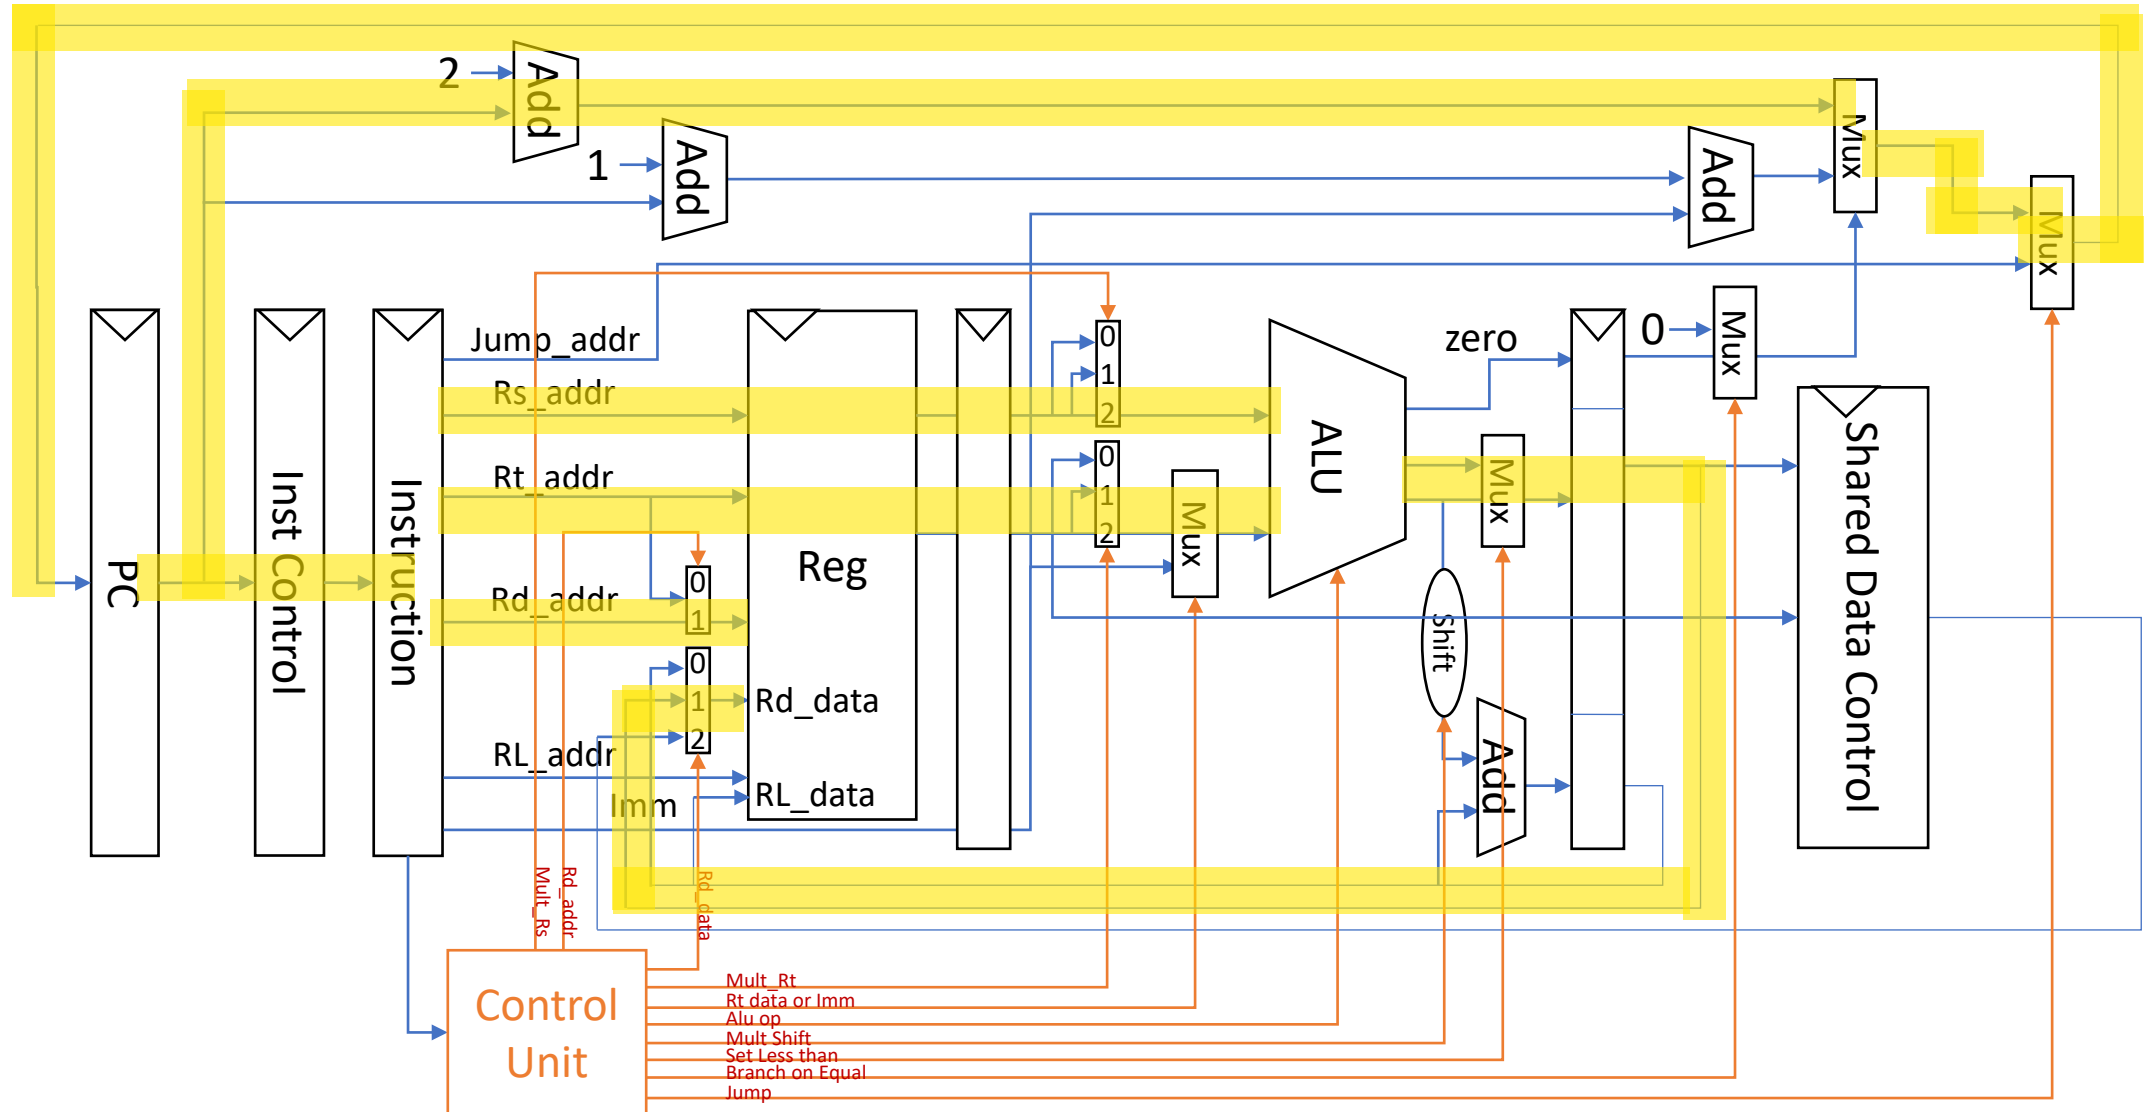 2
Add
1
Add
Add
Mux
Mux
0
Mux
PC
Inst Control
Instruction
Jump_addr
Rs_addr
Rt_addr
Rd_addr
RL_addr
Imm
0
1
0
1
2
Reg
Rd_data
RL_data
0
1
2
0
1
2
Mux
ALU
zero
Mux
Shift
Add
Shared Data Control
Mult_Rs
Rd_addr
Rd_data
Control
Unit
Mult_Rt
Rt data or Imm
Alu op
Mult Shift
Set Less than
Branch on Equal
Jump